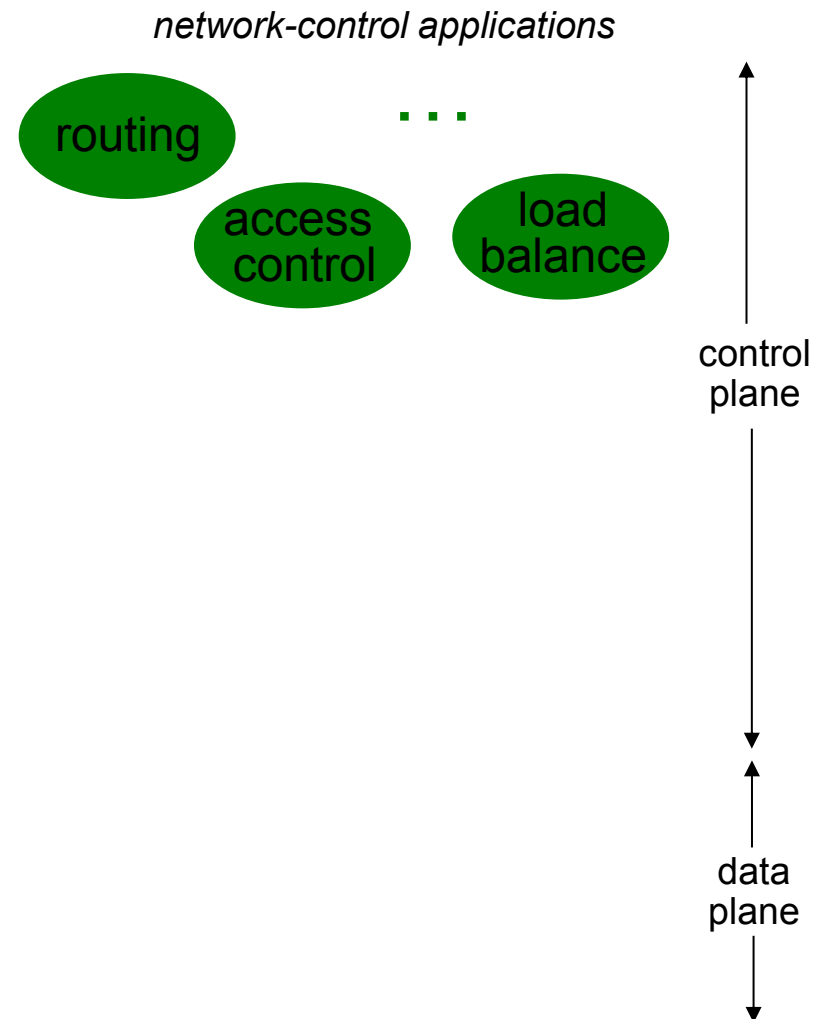 network-control applications
routing
...
access
control
load
balance
control
plane
data
plane